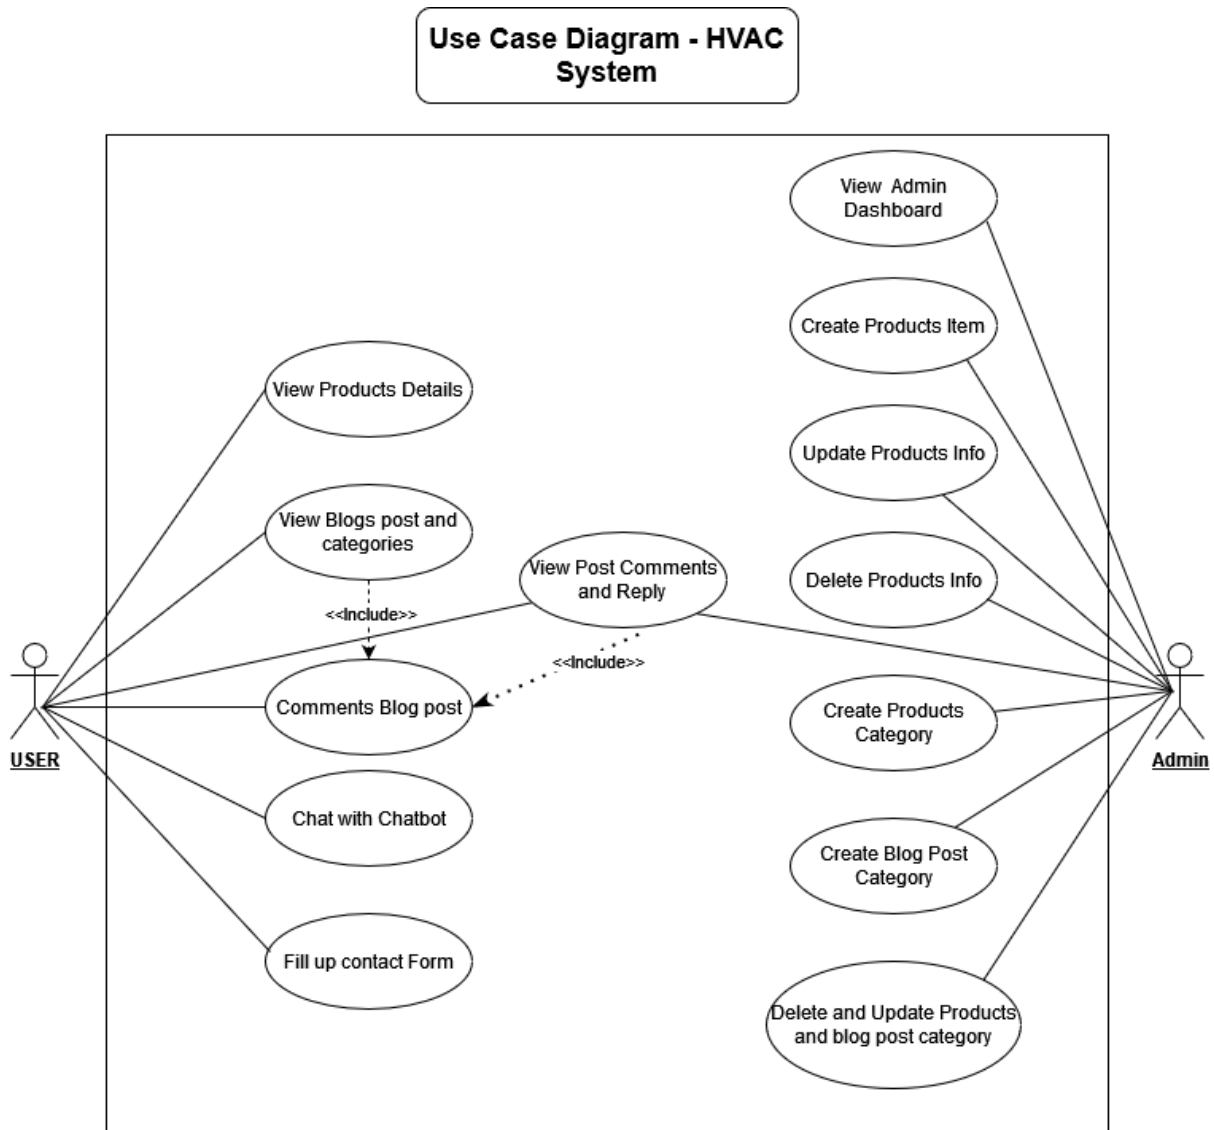 Use Case Diagram - HVAC
System
View Admin
Dashboard
Create Products Item
View Products Details
Update Products Info
View Blogs post and
categories
View Post Comments
and Reply
Delete Products Info
<<Include>>
<<Include>>
Comments Blog post
Create Products
Category
USER
Admin
Chat with Chatbot
Create Blog Post
Category
Fill up contact Form
Delete and Update Products
and blog post category